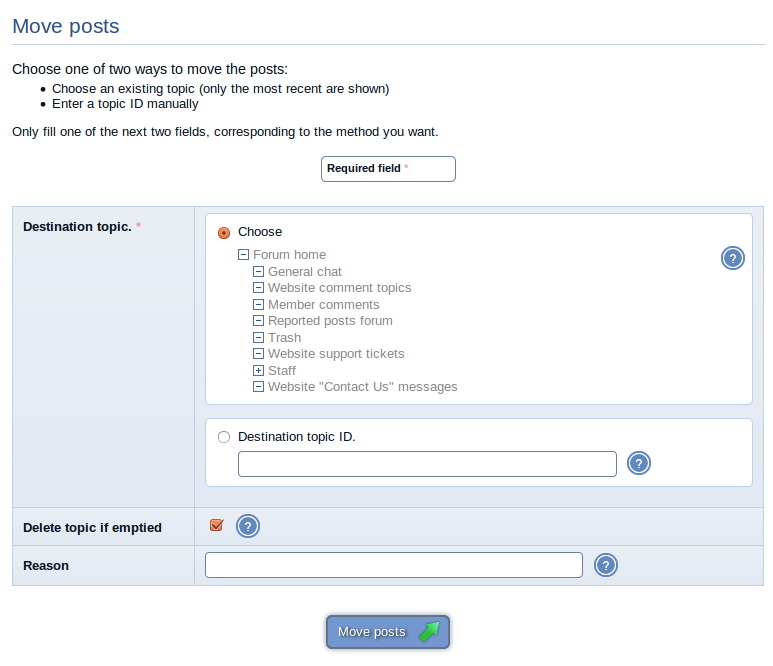 Move posts
Choose one of two ways to move the posts:
Choose an existing topic (only the most recent are shown)
Enter a topic ID manually
Only fill one of the next two fields, corresponding to the method you want.
Required field *
Destination topic. *
Choose
Forum home
General chat
Website comment topics
Member comments
Reported posts forum
Trash
Website support tickets
Staff
Website "Contact Us" messages
?
Destination topic ID.
?
Delete topic if emptied
?
Reason
?
Move posts